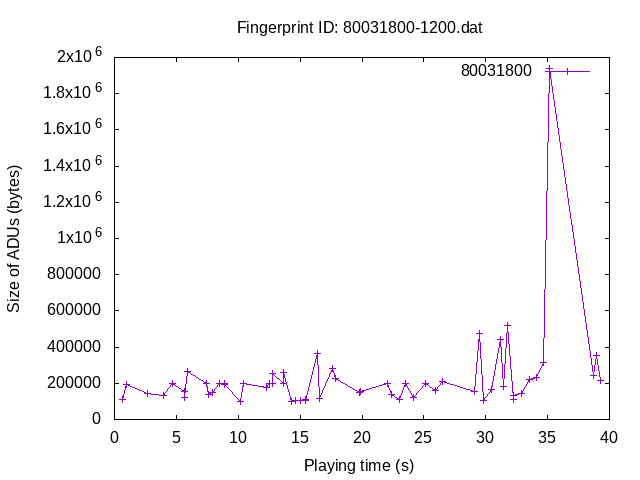 Fingerprint ID: 80031800-1200.dat
2x10^6
80031800
1.8x10^6
1.6x10^6
1.4x10^6
1.2x10^6
1x10^6
800000
600000
400000
200000
0
0 5 10 15 20 25 30 35 40
Size of ADUs (bytes)
Playing time (s)